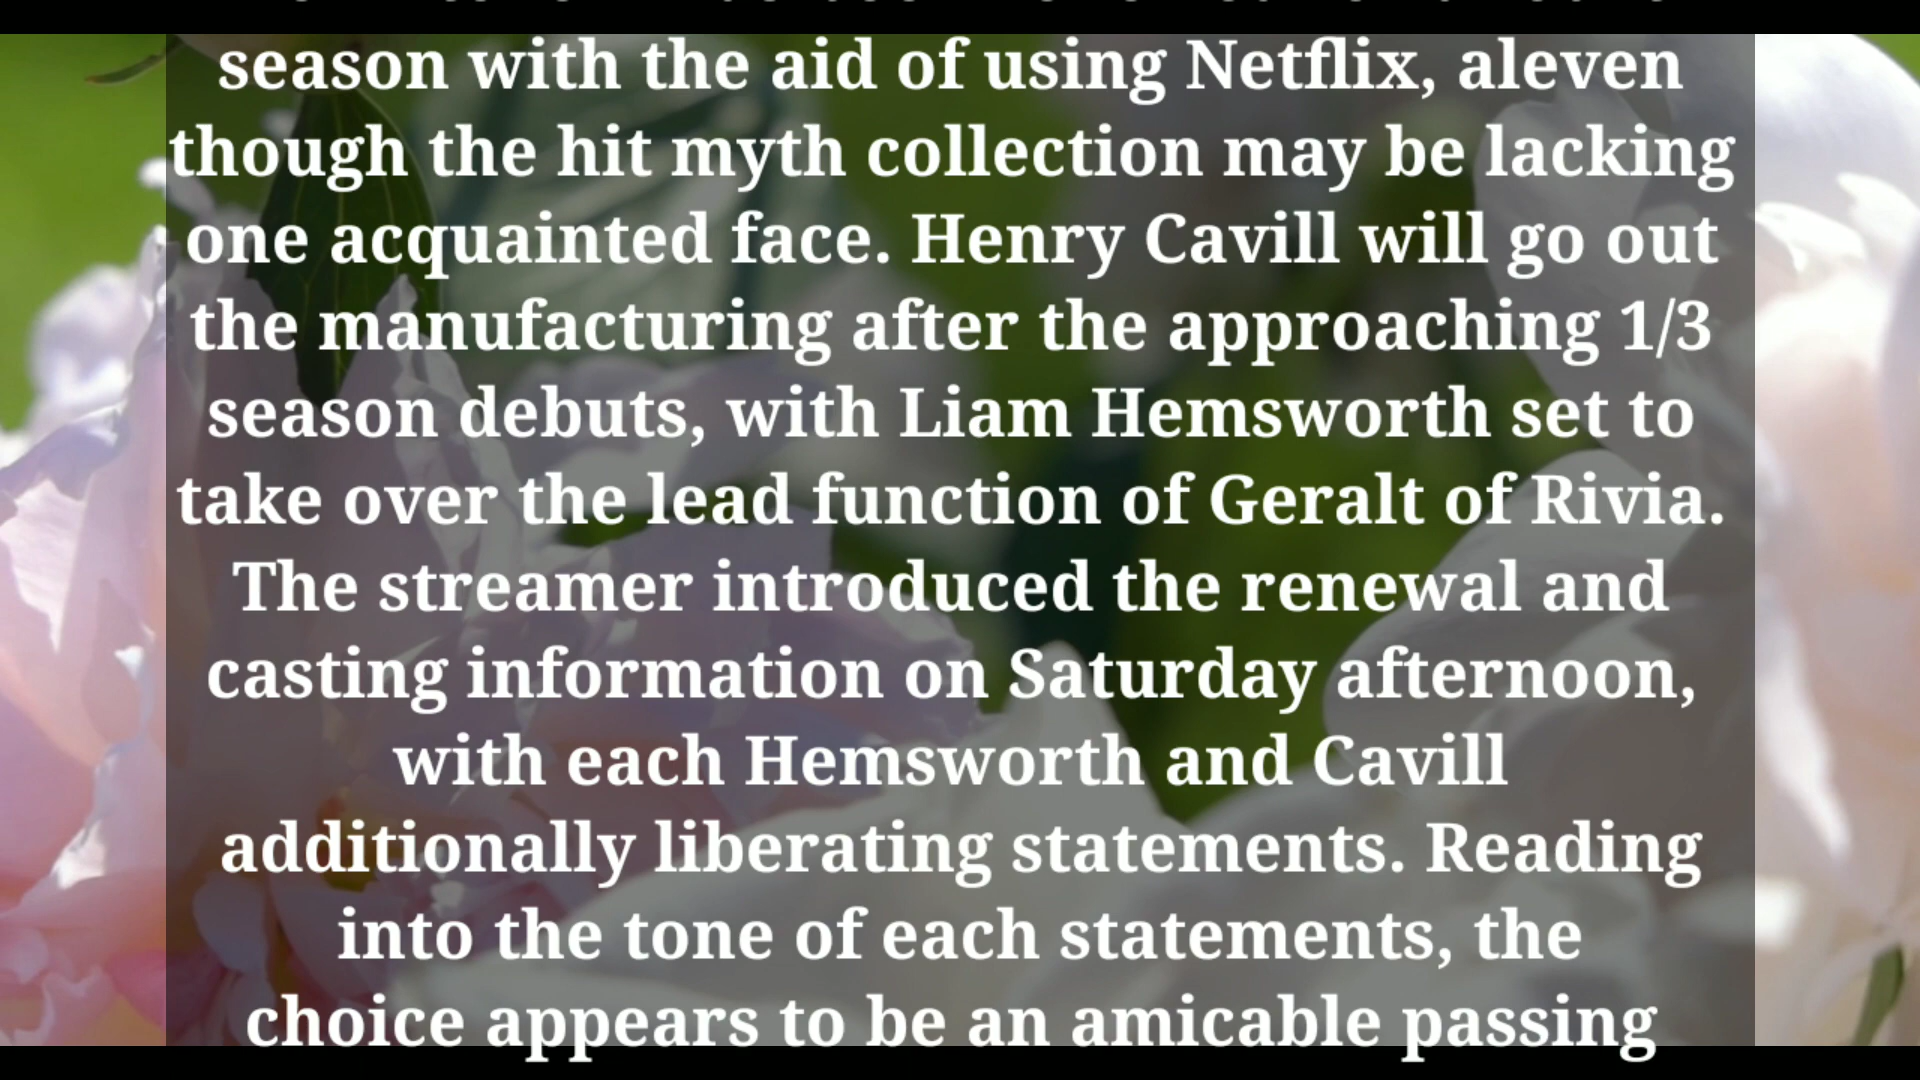 season with the aid of using Netflix, aleven
though the hit myth collection may be lacking
one acquainted face. Henry Cavill will go out
the manufacturing after the approaching 1/3
season debuts, with Liam Hemsworth set to
take over the lead function of Geralt of Rivia.
The streamer introduced the renewal and
casting information on Saturday afternoon,
with each Hemsworth and Cavill
additionally liberating statements. Reading
into the tone of each statements, the
choice appears to be an amicable passing